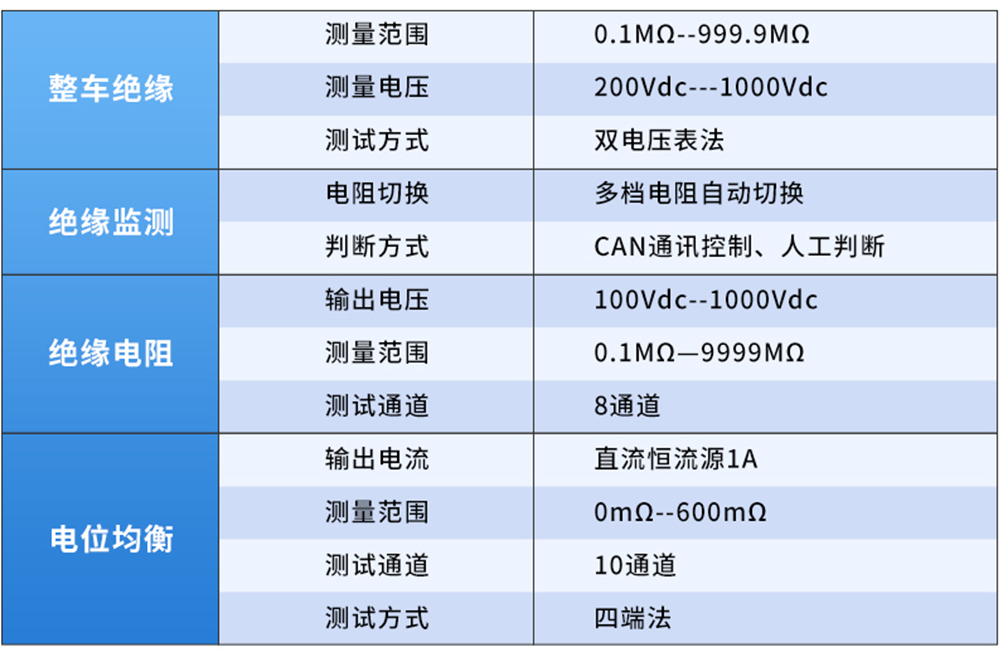 整车绝缘
测量范围 0.1MΩ--999.9MΩ
测量电压 200Vdc---1000Vdc
测试方式 双电压表法
绝缘监测
电阻切换 多档电阻自动切换
判断方式 CAN通讯控制、人工判断
绝缘电阻
输出电压 100Vdc--1000Vdc
测量范围 0.1MΩ—9999MΩ
测试通道 8通道
电位均衡
输出电流 直流恒流源1A
测量范围 0mΩ--600mΩ
测试通道 10通道
测试方式 四端法